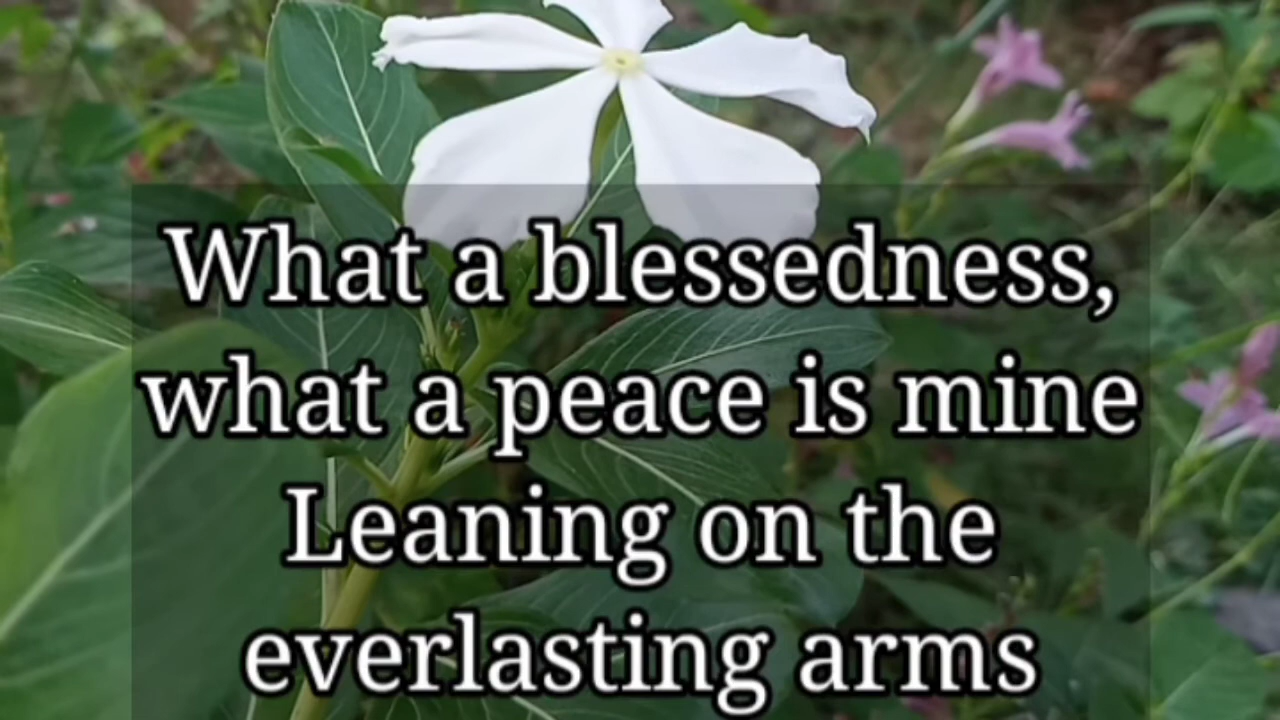 What a blessedness,
what a peace is mine
Leaning on the
everlasting arms